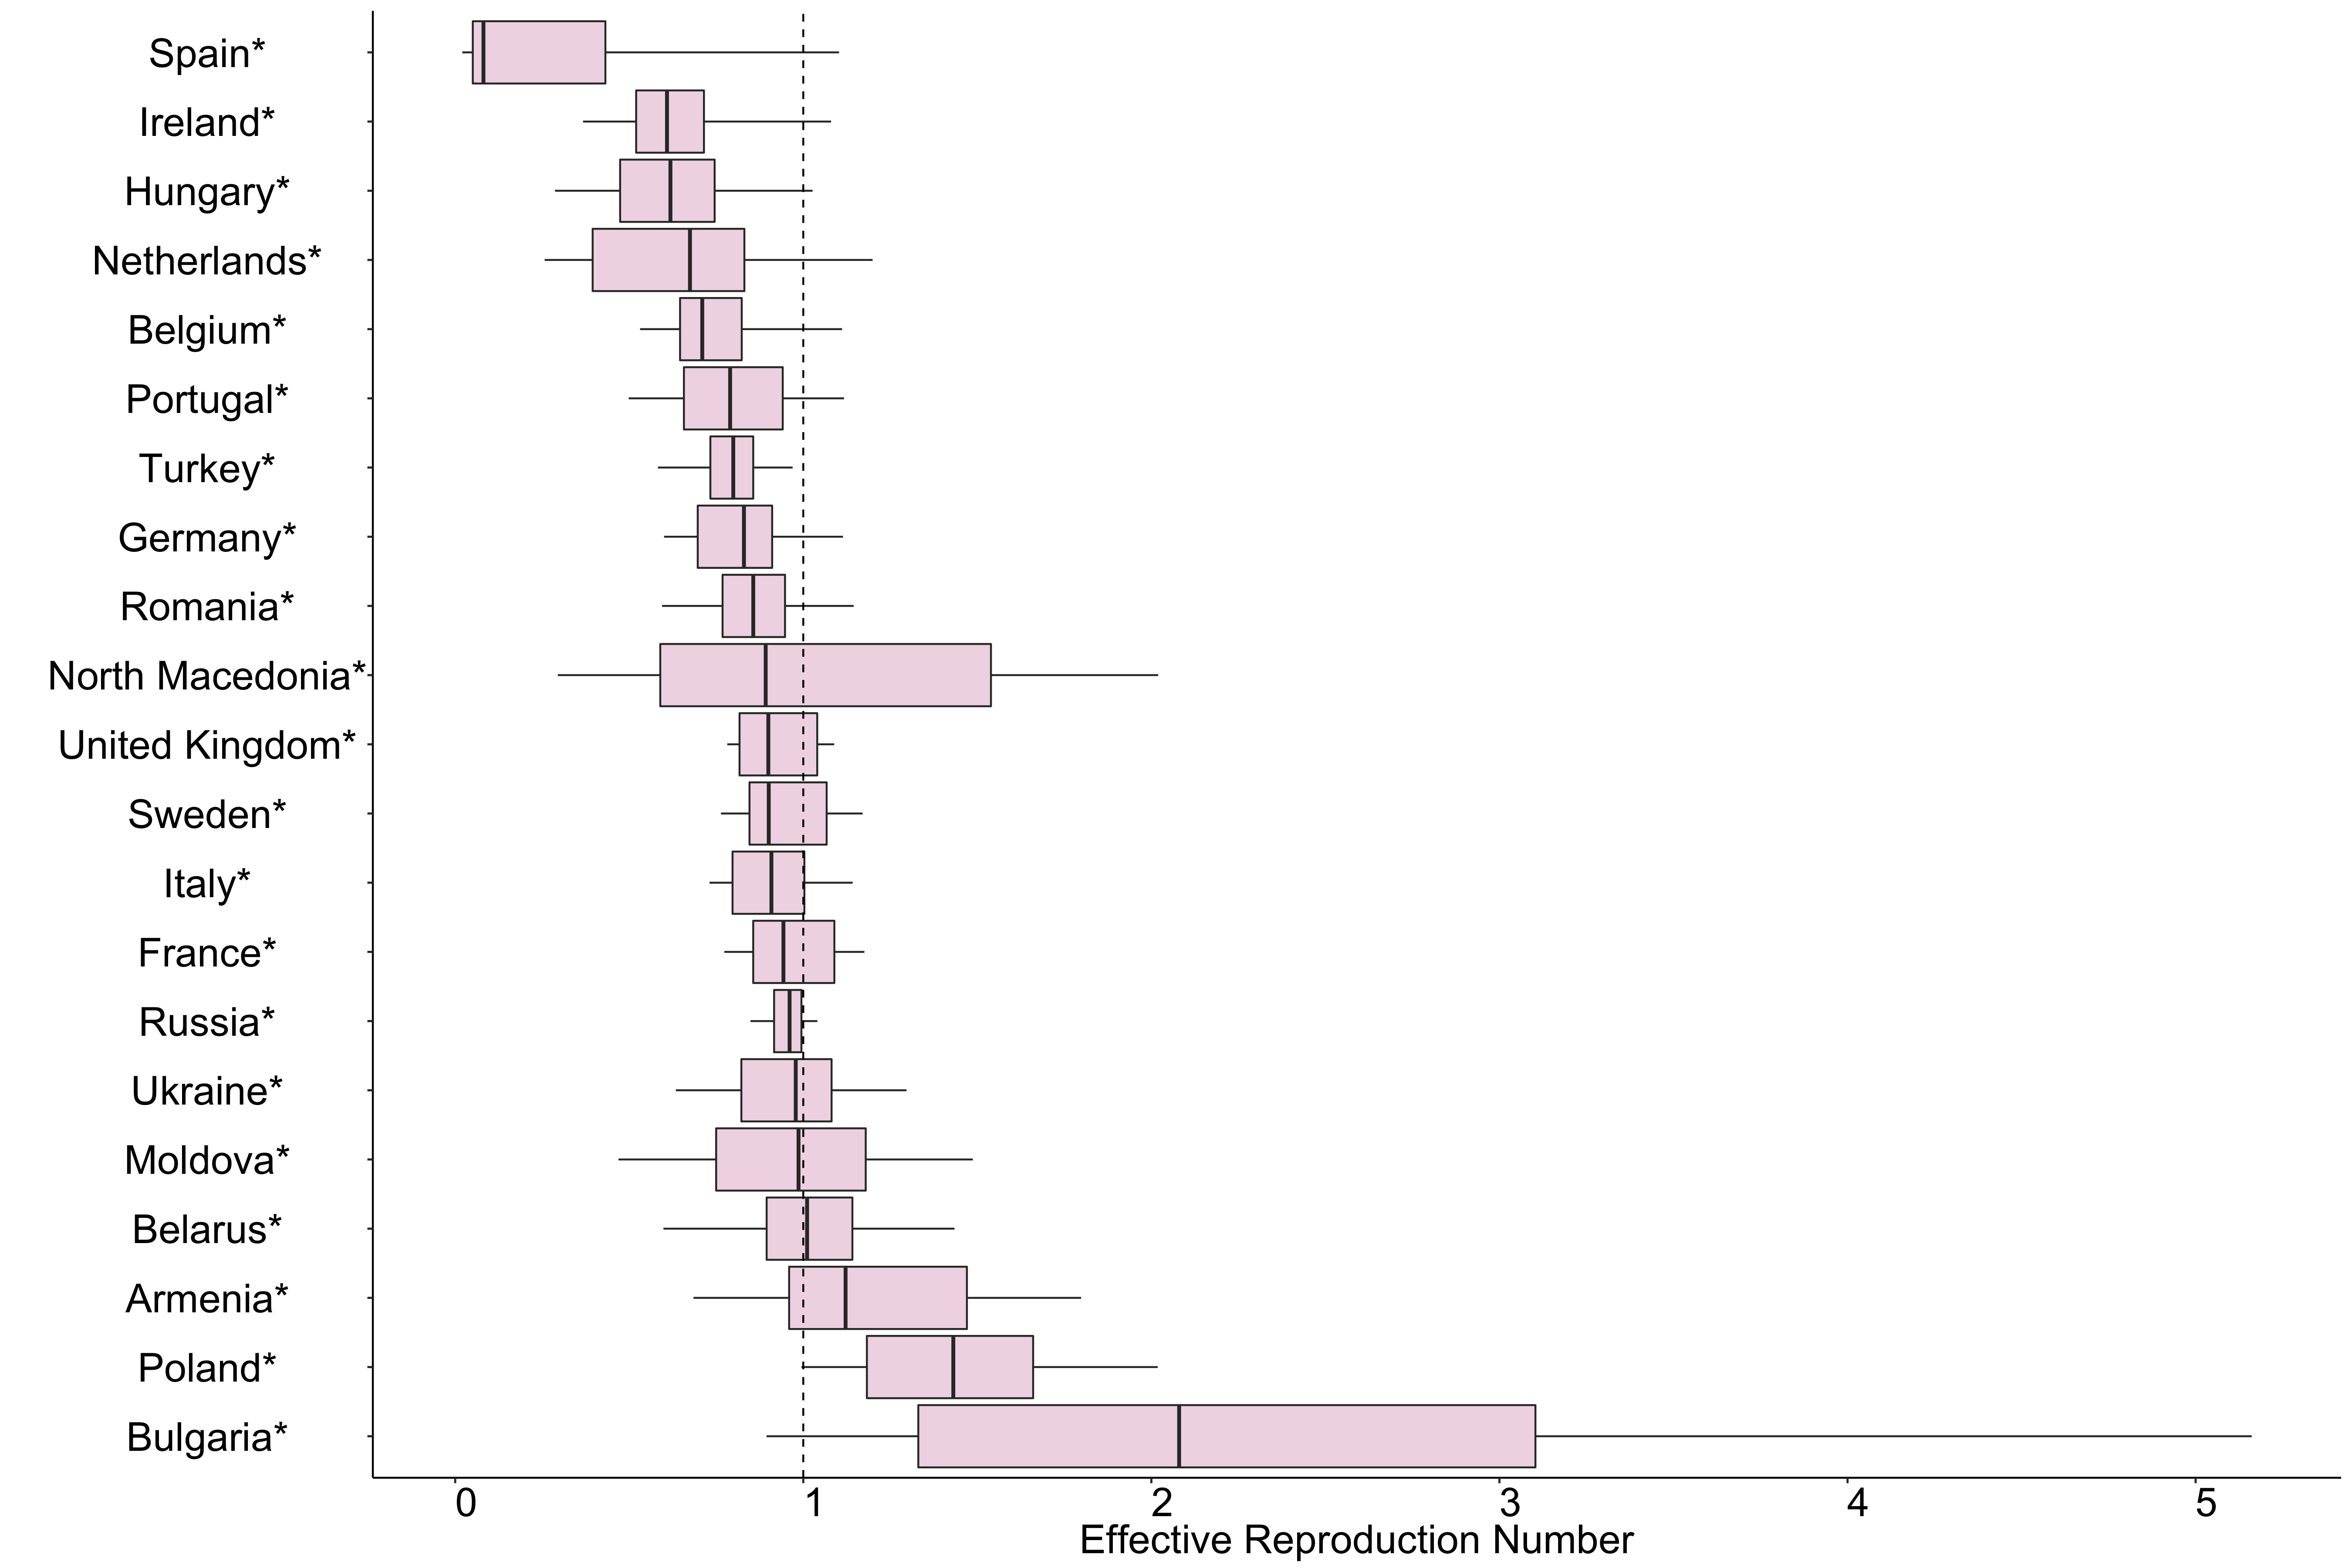 Spain*
Ireland*
Hungary*
Netherlands*
Belgium*
Portugal*
Turkey*
Germany*
Romania*
North Macedonia*
United Kingdom*
Sweden*
Italy*
France*
Russia*
Ukraine*
Moldova*
Belarus*
Armenia*
Poland*
Bulgaria*
0 1 2 3 4 5
Effective Reproduction Number